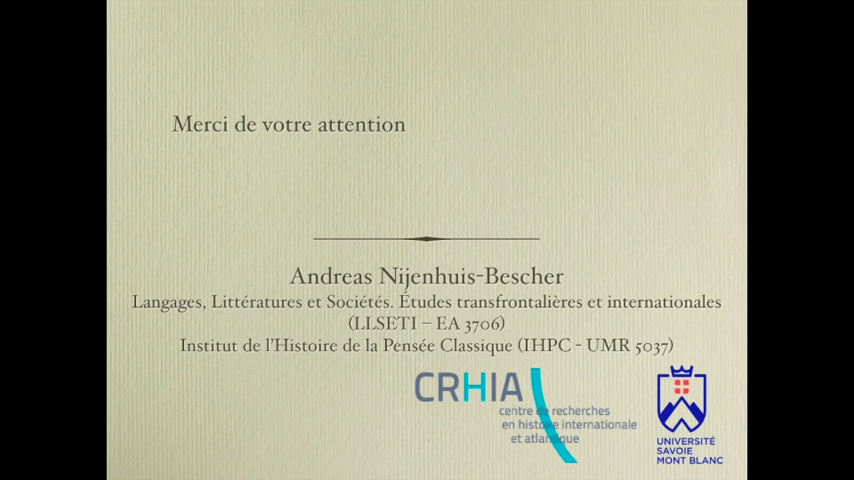 Merci de votre attention
Andreas Nijenhuis-Bescher
Langages, Littératures et Sociétés. Études transfrontalières et internationales
(LLSETI – EA 3706)
Institut de l’Histoire de la Pensée Classique (IHPC - UMR 5037)
CRHIA
centre de recherches
en histoire internationale
et atlantique
UNIVERSITÉ
SAVOIE
MONT BLANC